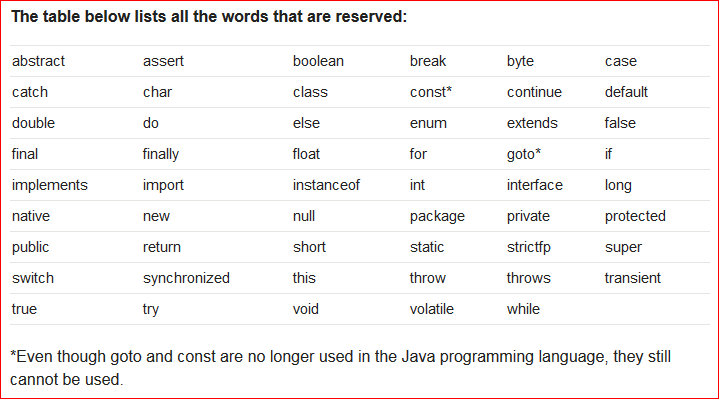 The table below lists all the words that are reserved:
abstract assert boolean break byte case
catch char class const* continue default
double do else enum extends false
final finally float for goto* if
implements import instanceof int interface long
native new null package private protected
public return short static strictfp super
switch synchronized this throw throws transient
true try void volatile while
*Even though goto and const are no longer used in the Java programming language, they still
cannot be used.